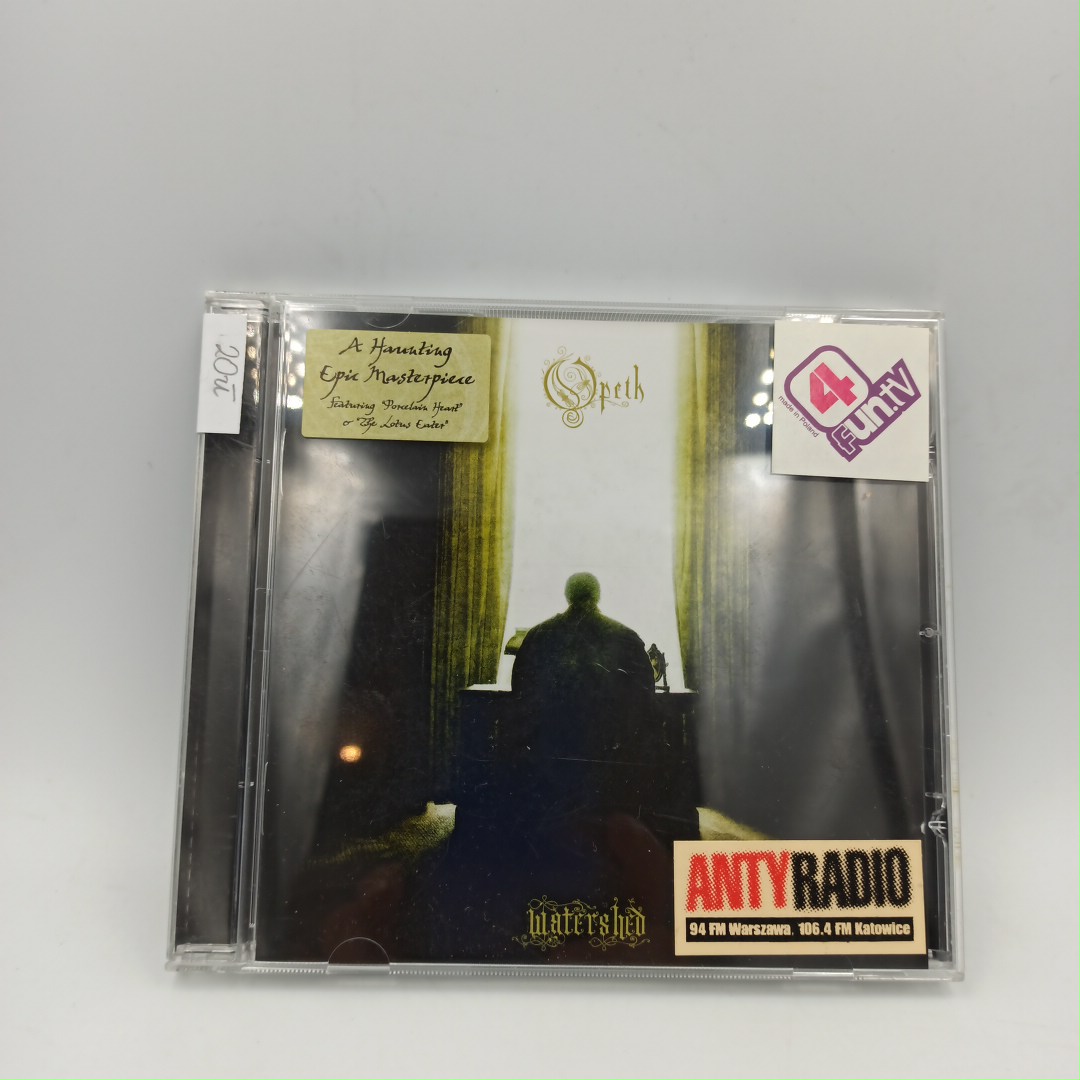 20zł
A Haunting
Epic Masterpiece
Featuring "Porcelain Heart"
& "The Lotus Eater"
Opeth
4
Fun.tv
made in Poland
watershed
ANTYRADIO
94 FM Warszawa, 106.4 FM Katowice